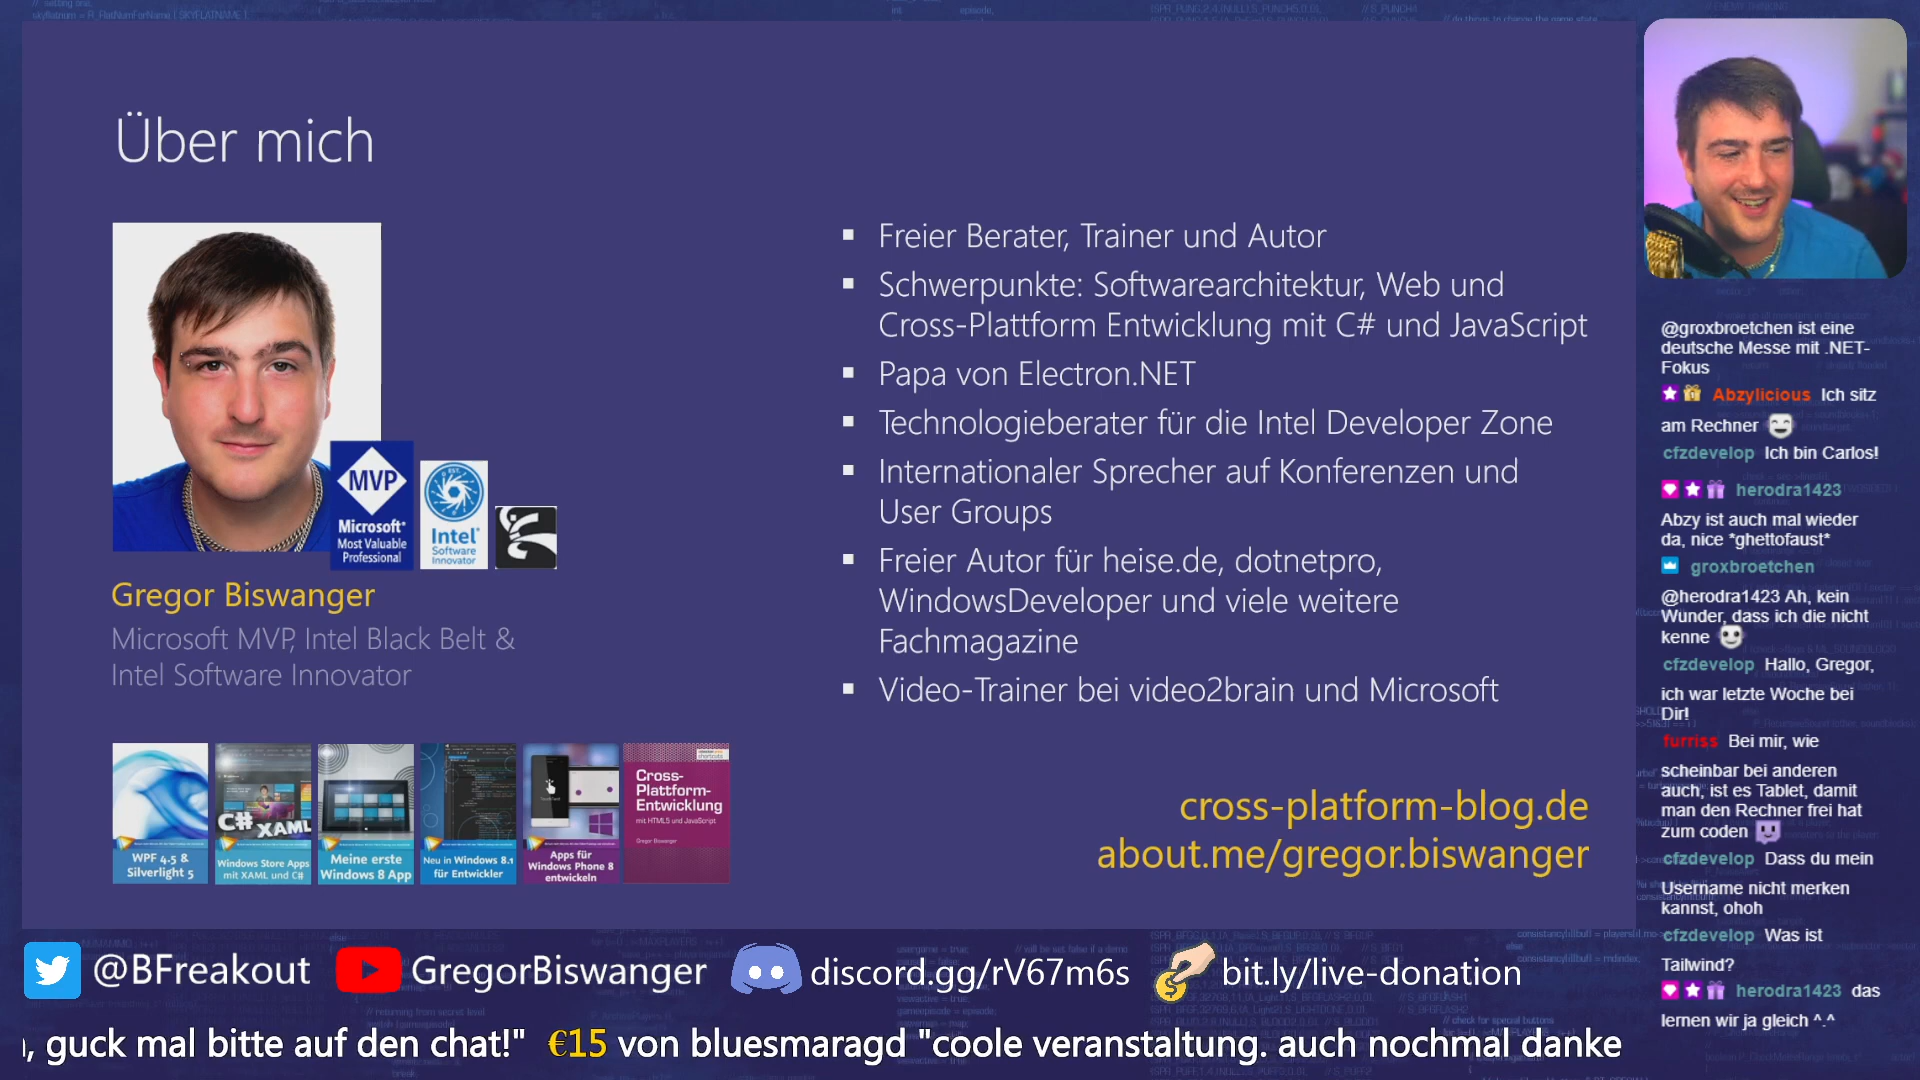 Über mich
MVP
Microsoft®
Most Valuable
Professional
Intel®
Software
Innovator
Gregor Biswanger
Microsoft MVP, Intel Black Belt &
Intel Software Innovator
Freier Berater, Trainer und Autor
Schwerpunkte: Softwarearchitektur, Web und
Cross-Plattform Entwicklung mit C# und JavaScript
Papa von Electron.NET
Technologieberater für die Intel Developer Zone
Internationaler Sprecher auf Konferenzen und
User Groups
Freier Autor für heise.de, dotnetpro,
WindowsDeveloper und viele weitere
Fachmagazine
Video-Trainer bei video2brain und Microsoft
WPF 4.5 &
Silverlight 5
C# XAML
Windows Store Apps
mit XAML und C#
Meine erste
Windows 8 App
Neu in Windows 8.1
für Entwickler
Apps für
Windows Phone 8
entwickeln
Cross-
Plattform-
Entwicklung
mit HTML5 und JavaScript
Gregor Biswanger
cross-platform-blog.de
about.me/gregor.biswanger
@groxbroetchen ist eine
deutsche Messe mit .NET-
Fokus
Abzylicious Ich sitz
am Rechner
cfzdevelop Ich bin Carlos!
herodra1423
Abzy ist auch mal wieder
da, nice *ghettofaust*
groxbroetchen
@herodra1423 Ah, kein
Wunder, dass ich die nicht
kenne
cfzdevelop Hallo, Gregor,
ich war letzte Woche bei
Dir!
furriss Bei mir, wie
scheinbar bei anderen
auch, ist es Tablet, damit
man den Rechner frei hat
zum coden
cfzdevelop Dass du mein
Username nicht merken
kannst, ohoh
cfzdevelop Was ist
Tailwind?
herodra1423 das
lernen wir ja gleich ^.^
@BFreakout
GregorBiswanger
discord.gg/rV67m6s
bit.ly/live-donation
, guck mal bitte auf den chat!" €15 von bluesmaragd "coole veranstaltung. auch nochmal danke